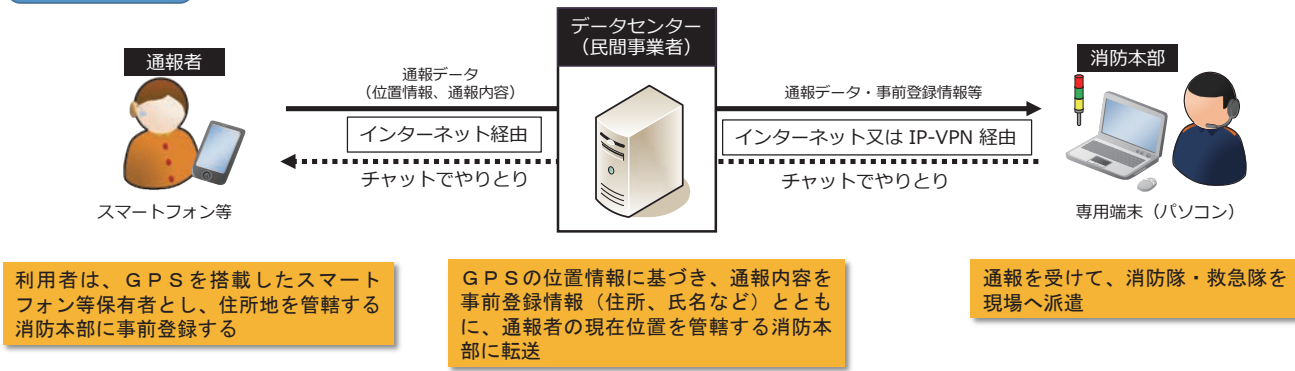 通報者
スマートフォン等
通報データ
（位置情報、通報内容）
インターネット経由
チャットでやりとり
データセンター
（民間事業者）
通報データ・事前登録情報等
インターネット又は IP-VPN 経由
チャットでやりとり
消防本部
専用端末（パソコン）
利用者は、ＧＰＳを搭載したスマート
フォン等保有者とし、住所地を管轄する
消防本部に事前登録する
ＧＰＳの位置情報に基づき、通報内容を
事前登録情報（住所、氏名など）ととも
に、通報者の現在位置を管轄する消防本
部に転送
通報を受けて、消防隊・救急隊を
現場へ派遣